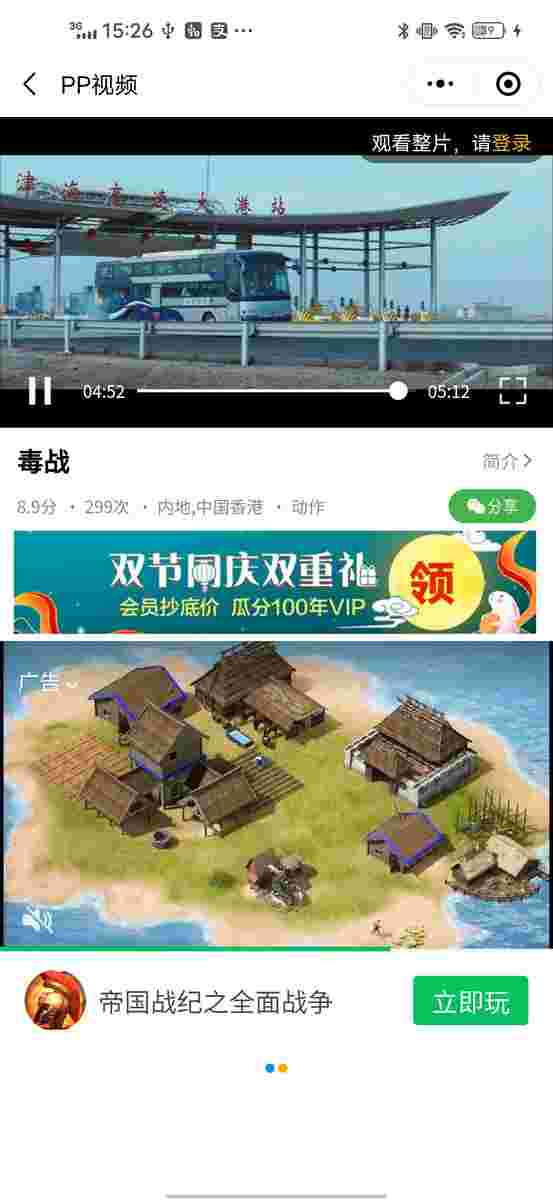 3G 15:26
PP视频
观看整片，请登录
津海高速大港站
04:52
05:12
毒战
简介
8.9分 · 299次 · 内地,中国香港 · 动作
分享
双节同庆双重礼
会员抄底价 瓜分100年VIP
领
广告
帝国战纪之全面战争
立即玩